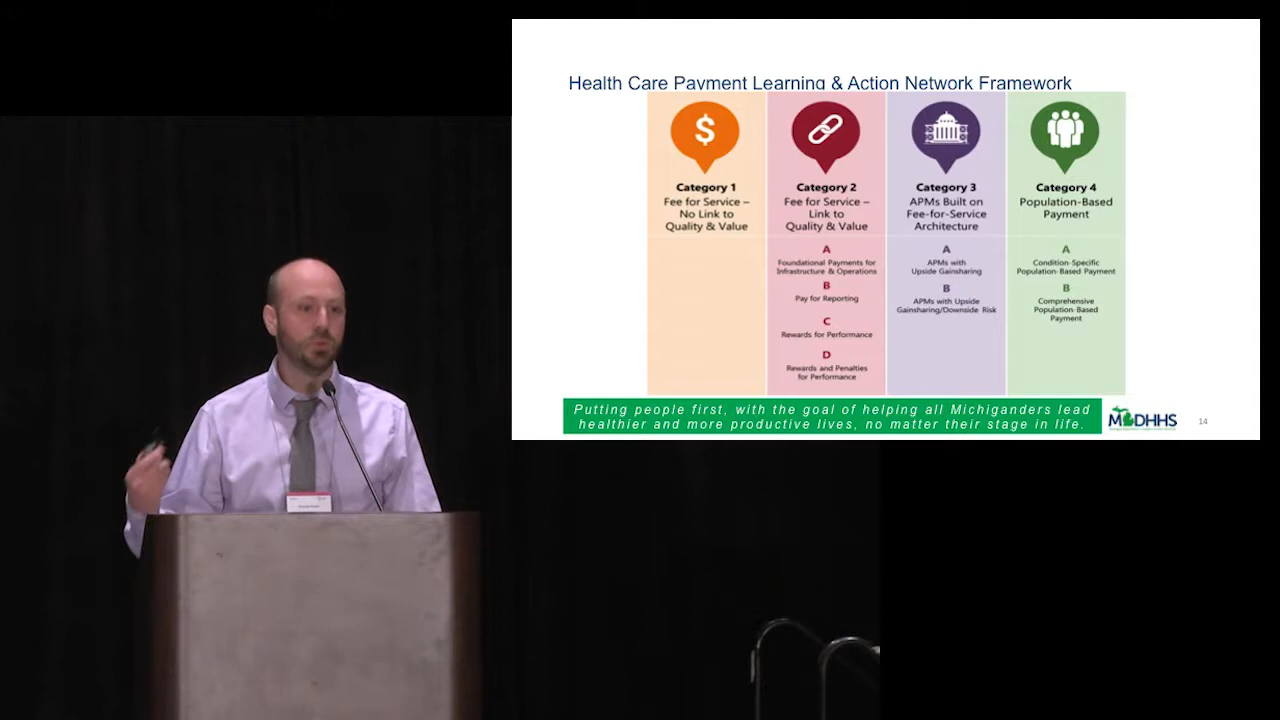 Health Care Payment Learning & Action Network Framework
$
Category 1
Fee for Service –
No Link to
Quality & Value
Category 2
Fee for Service –
Link to
Quality & Value
A
Foundational Payments for
Infrastructure & Operations
B
Pay for Reporting
C
Rewards for Performance
D
Rewards and Penalties
for Performance
Category 3
APMs Built on
Fee-for-Service
Architecture
A
APMs with
Upside Gainsharing
B
APMs with Upside
Gainsharing/Downside Risk
Category 4
Population-Based
Payment
A
Condition-Specific
Population-Based Payment
B
Comprehensive
Population-Based
Payment
Putting people first, with the goal of helping all Michiganders lead
healthier and more productive lives, no matter their stage in life.
MDHHS
14